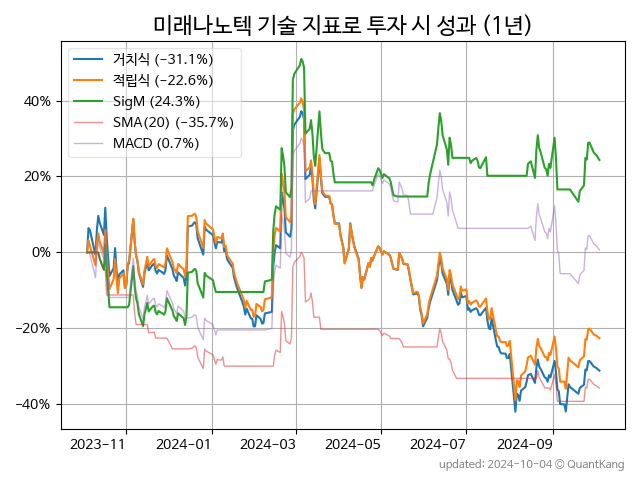 미래나노텍 기술 지표로 투자 시 성과 (1년)
거치식 (−31.1%)
적립식 (−22.6%)
SigM (24.3%)
SMA(20) (−35.7%)
MACD (0.7%)
40%
20%
0%
−20%
−40%
2023−11 2024−01 2024−03 2024−05 2024−07 2024−09
updated: 2024-10-04 © QuantKang